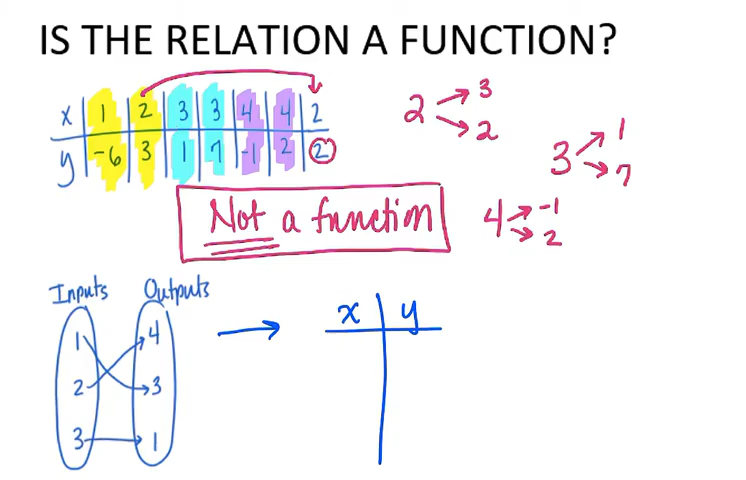 IS THE RELATION A FUNCTION?
x 1 2 3 3 4 4 2
y -6 3 1 7 -1 2 2
2 → 3
→ 2
3 → 1
→ 7
4 → -1
→ 2
Not a function
Inputs Outputs
1 4
2 3
3 1
→ x y